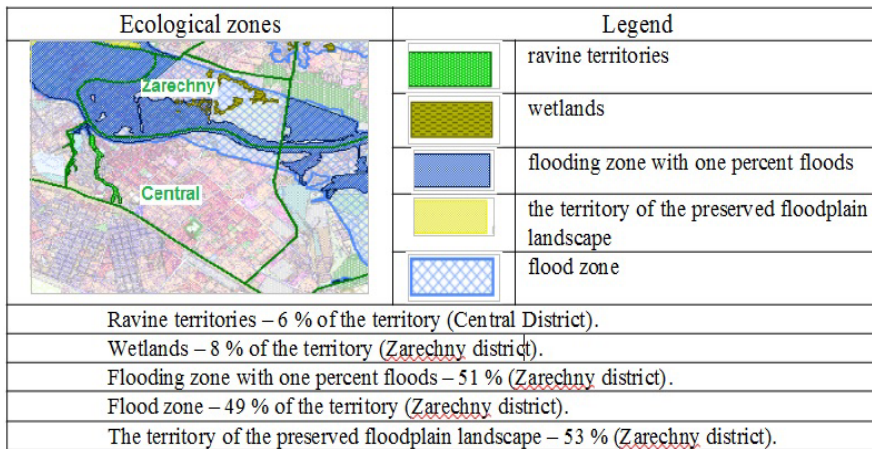 Ecological zones
Legend
Zarechny
Central
ravine territories
wetlands
flooding zone with one percent floods
the territory of the preserved floodplain
landscape
flood zone
Ravine territories – 6 % of the territory (Central District).
Wetlands – 8 % of the territory (Zarechny district).
Flooding zone with one percent floods – 51 % (Zarechny district).
Flood zone – 49 % of the territory (Zarechny district).
The territory of the preserved floodplain landscape – 53 % (Zarechny district).